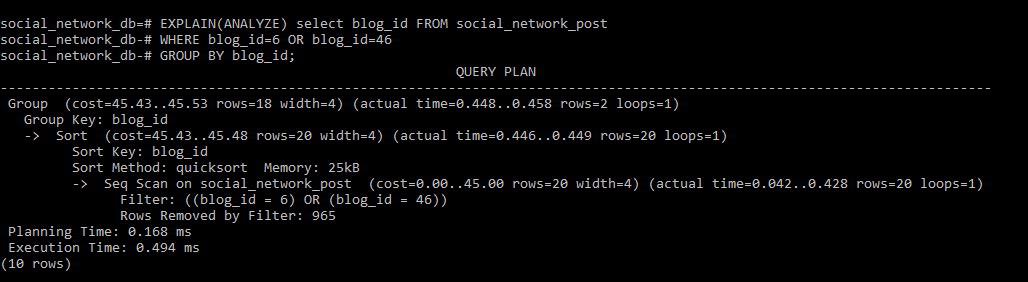 social_network_db=# EXPLAIN(ANALYZE) select blog_id FROM social_network_post
social_network_db-# WHERE blog_id=6 OR blog_id=46
social_network_db-# GROUP BY blog_id;
                                                         QUERY PLAN
----------------------------------------------------------------------------------------------------------------------------
 Group  (cost=45.43..45.53 rows=18 width=4) (actual time=0.448..0.458 rows=2 loops=1)
   Group Key: blog_id
   ->  Sort  (cost=45.43..45.48 rows=20 width=4) (actual time=0.446..0.449 rows=20 loops=1)
         Sort Key: blog_id
         Sort Method: quicksort  Memory: 25kB
         ->  Seq Scan on social_network_post  (cost=0.00..45.00 rows=20 width=4) (actual time=0.042..0.428 rows=20 loops=1)
               Filter: ((blog_id = 6) OR (blog_id = 46))
               Rows Removed by Filter: 965
 Planning Time: 0.168 ms
 Execution Time: 0.494 ms
(10 rows)